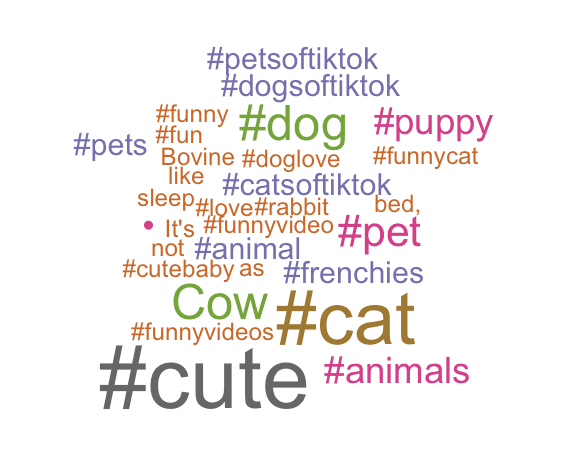 #petsoftiktok
#dogsoftiktok
#funny #dog #puppy
#fun
#pets Bovine #doglove #funnycat
like #catsoftiktok
sleep #love #rabbit bed,
• It's #funnyvideo #pet
not #animal
#cutebaby as #frenchies
Cow #cat
#funnyvideos
#cute #animals